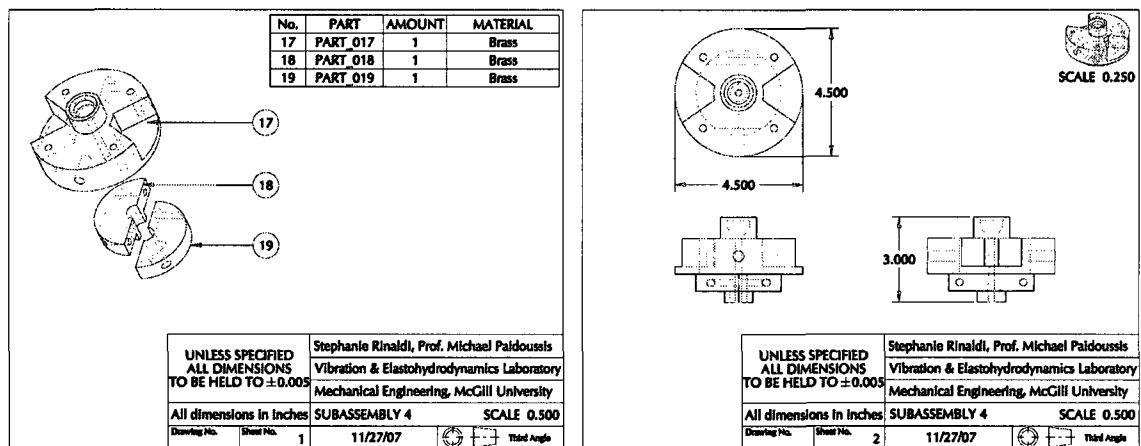 No. PART AMOUNT MATERIAL
17 PART_017 1 Brass
18 PART_018 1 Brass
19 PART_019 1 Brass
17
18
19
UNLESS SPECIFIED
ALL DIMENSIONS
TO BE HELD TO ±0.005
Stephanie Rinaldi, Prof. Michael Paidoussis
Vibration & Elastohydrodynamics Laboratory
Mechanical Engineering, McGill University
All dimensions in inches SUBASSEMBLY 4 SCALE 0.500
Drawing No. Sheet No. 1 11/27/07 Third Angle
SCALE 0.250
4.500
4.500
3.000
UNLESS SPECIFIED
ALL DIMENSIONS
TO BE HELD TO ±0.005
Stephanie Rinaldi, Prof. Michael Paidoussis
Vibration & Elastohydrodynamics Laboratory
Mechanical Engineering, McGill University
All dimensions in inches SUBASSEMBLY 4 SCALE 0.500
Drawing No. Sheet No. 2 11/27/07 Third Angle